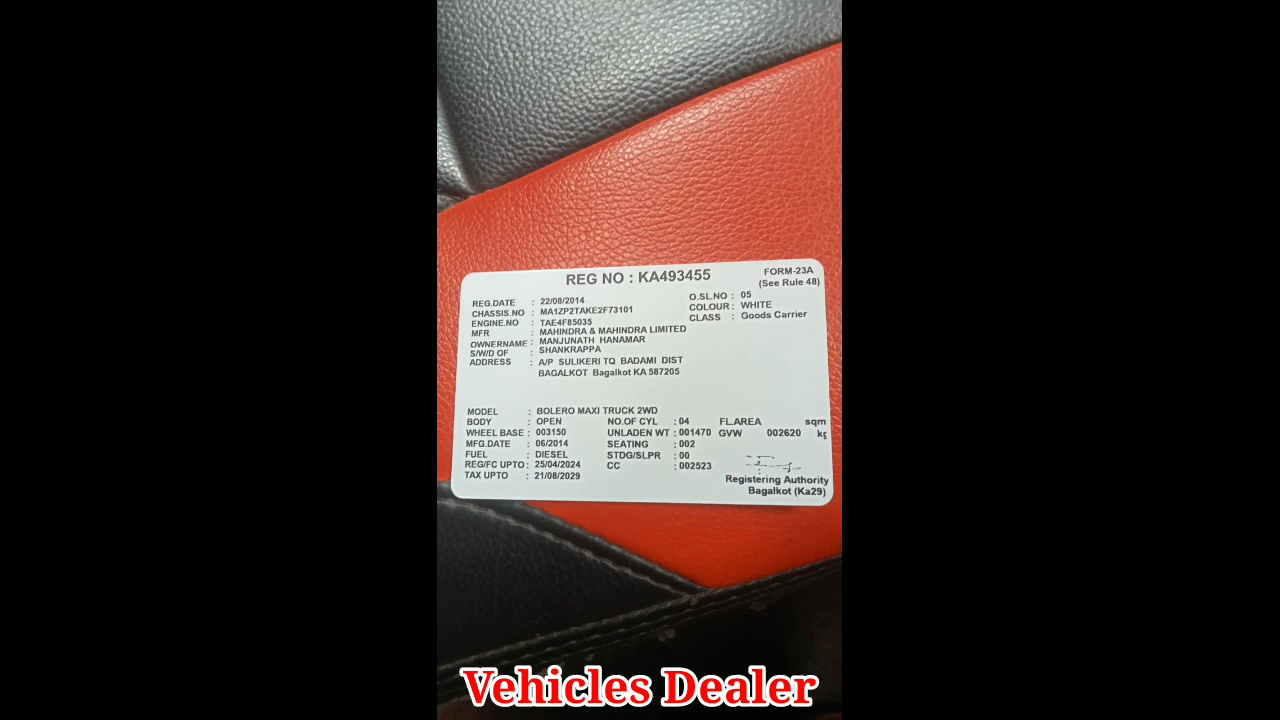 REG NO : KA493455
FORM-23A
(See Rule 48)
REG.DATE : 22/08/2014
O.SLNO : 05
CHASSIS.NO : MA1ZP2TAKE2F73101
COLOUR : WHITE
ENGINE.NO : TAE4F85035
CLASS : Goods Carrier
MFR : MAHINDRA & MAHINDRA LIMITED
OWNERNAME : MANJUNATH HANAMAR
S/W/D OF : SHANKRAPPA
ADDRESS : A/P SULIKERI TQ BADAMI DIST
BAGALKOT Bagalkot KA 587205
MODEL : BOLERO MAXI TRUCK 2WD
BODY : OPEN NO.OF CYL : 04 FL.AREA sqm
WHEEL BASE : 003150 UNLADEN WT : 001470 GVW 002620 kg
MFG.DATE : 06/2014 SEATING : 002
FUEL : DIESEL STDG/SLPR : 00
REG/FC UPTO : 25/04/2024 CC : 002523
TAX UPTO : 21/08/2029
Registering Authority
Bagalkot (Ka29)
Vehicles Dealer